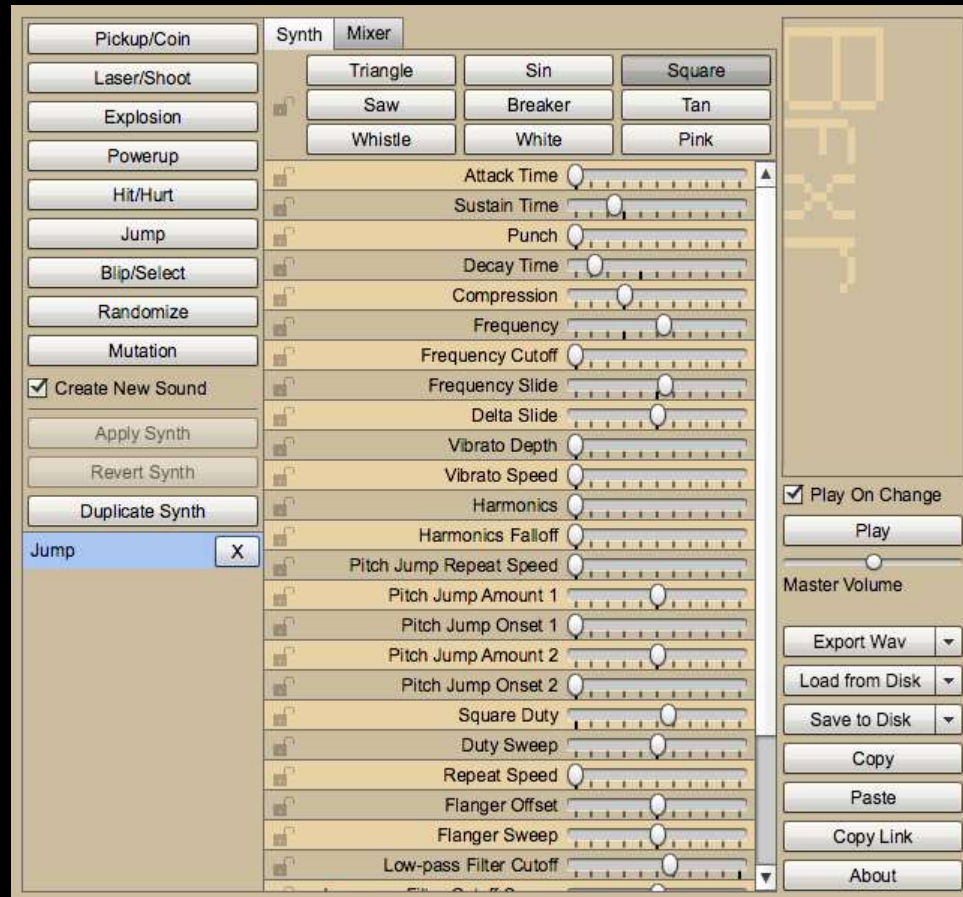 Pickup/Coin
Laser/Shoot
Explosion
Powerup
Hit/Hurt
Jump
Blip/Select
Randomize
Mutation
Create New Sound
Apply Synth
Revert Synth
Duplicate Synth
Jump X
Synth Mixer
Triangle Sin Square
Saw Breaker Tan
Whistle White Pink
Attack Time
Sustain Time
Punch
Decay Time
Compression
Frequency
Frequency Cutoff
Frequency Slide
Delta Slide
Vibrato Depth
Vibrato Speed
Harmonics
Harmonics Falloff
Pitch Jump Repeat Speed
Pitch Jump Amount 1
Pitch Jump Onset 1
Pitch Jump Amount 2
Pitch Jump Onset 2
Square Duty
Duty Sweep
Repeat Speed
Flanger Offset
Flanger Sweep
Low-pass Filter Cutoff
Bfxr
Play On Change
Play
Master Volume
Export Wav
Load from Disk
Save to Disk
Copy
Paste
Copy Link
About